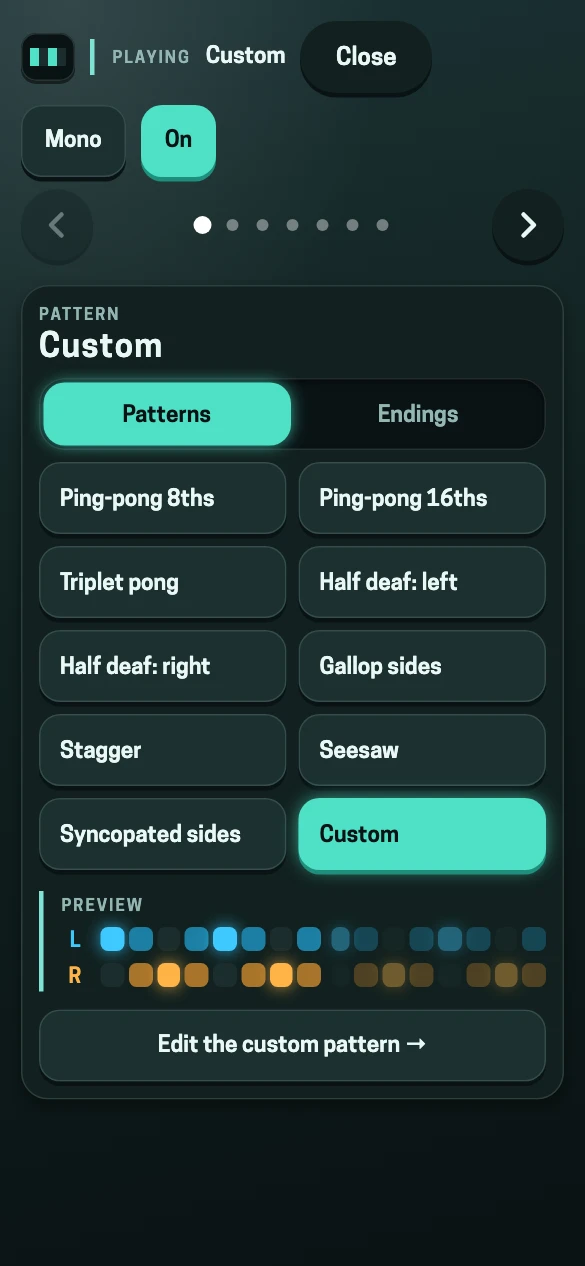 PLAYING Custom Close
Mono On
PATTERN
Custom
Patterns Endings
Ping-pong 8ths Ping-pong 16ths
Triplet pong Half deaf: left
Half deaf: right Gallop sides
Stagger Seesaw
Syncopated sides Custom
PREVIEW
L
R
Edit the custom pattern →